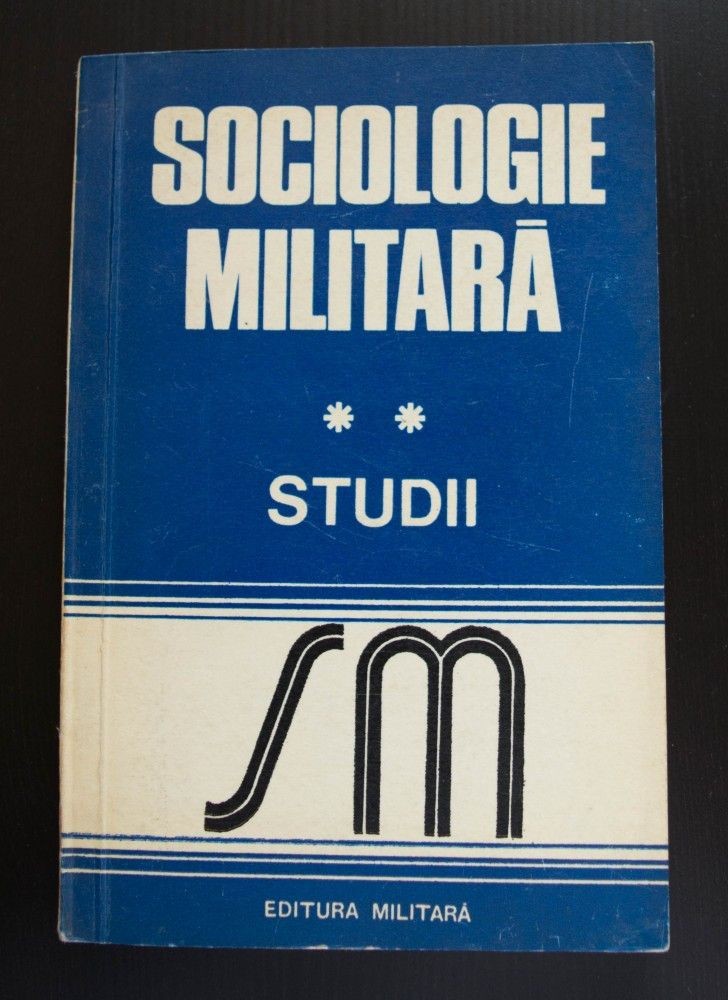 SOCIOLOGIE
MILITARĂ
* *
STUDII
sm
EDITURA MILITARĂ